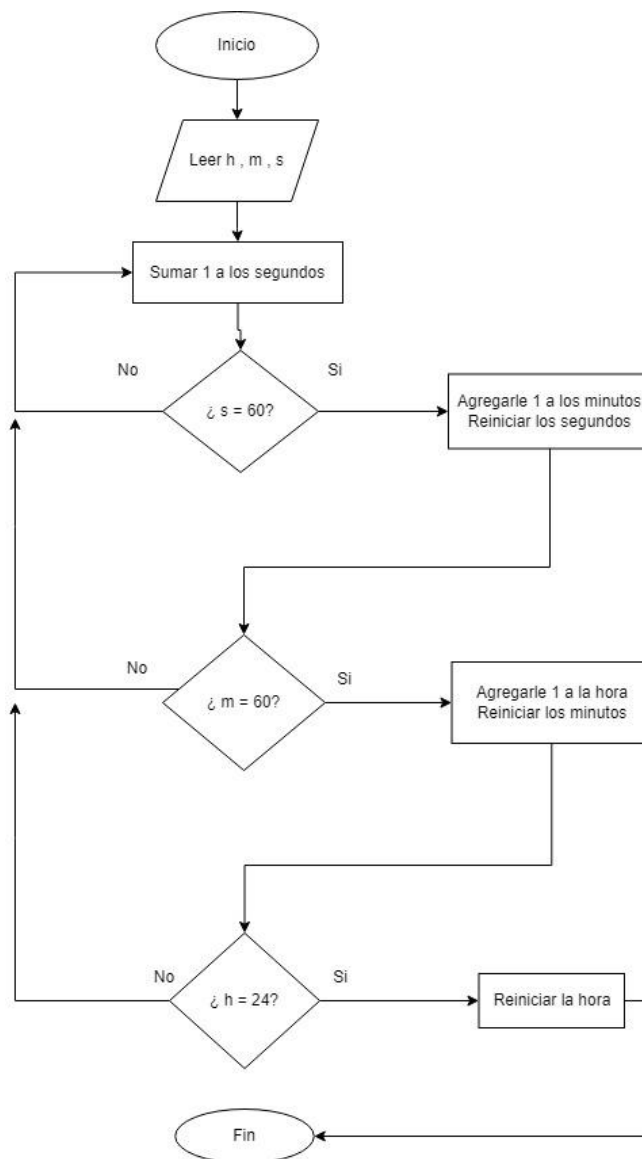 Inicio
Leer h , m , s
Sumar 1 a los segundos
No
Si
¿ s = 60?
Agregarle 1 a los minutos
Reiniciar los segundos
No
Si
¿ m = 60?
Agregarle 1 a la hora
Reiniciar los minutos
No
Si
¿ h = 24?
Reiniciar la hora
Fin